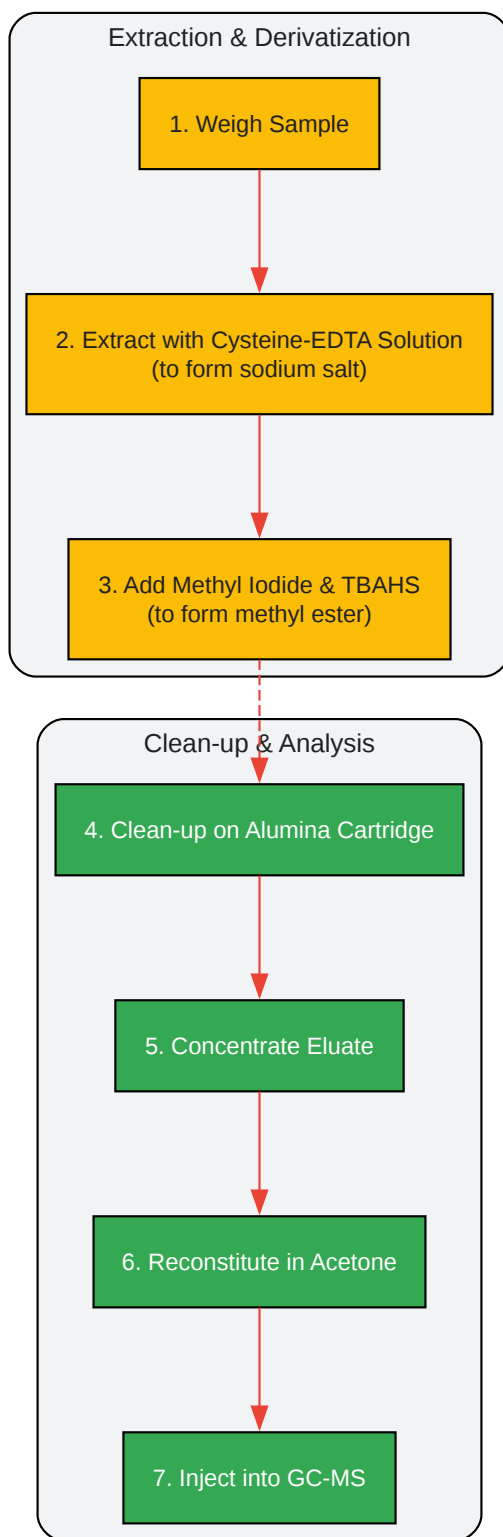 Extraction & Derivatization
1. Weigh Sample
2. Extract with Cysteine-EDTA Solution
(to form sodium salt)
3. Add Methyl Iodide & TBAHS
(to form methyl ester)
Clean-up & Analysis
4. Clean-up on Alumina Cartridge
5. Concentrate Eluate
6. Reconstitute in Acetone
7. Inject into GC-MS